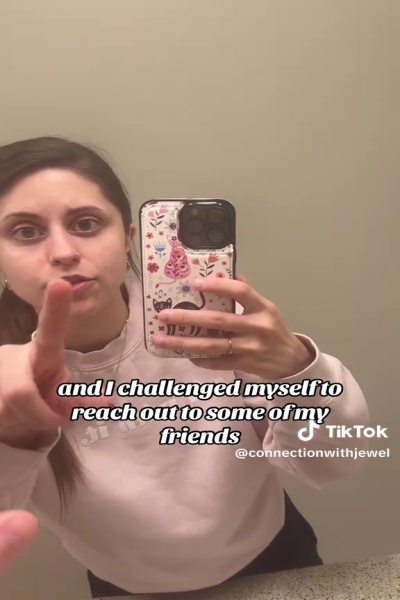 and I challenged myself to
reach out to some of my
friends
TikTok
@connectionwithjewel